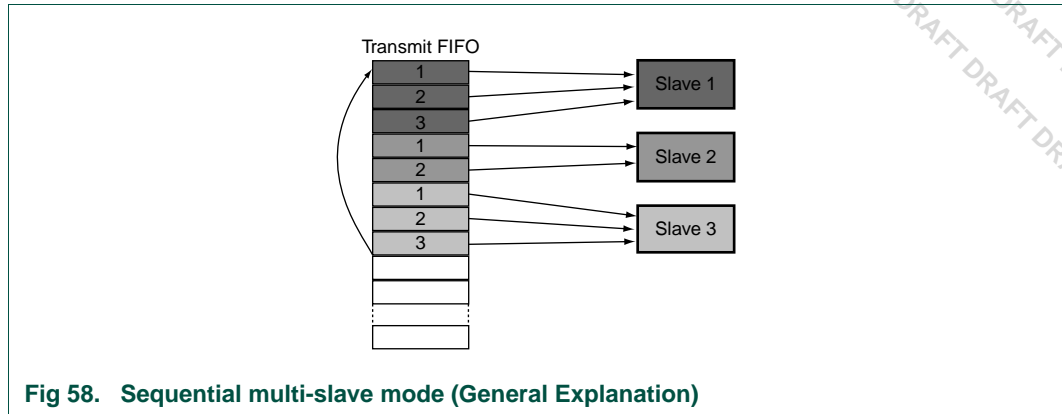 DRAFT DRAFT DRA
DRAFT
Transmit FIFO
1
2
3
1
2
1
2
3
Slave 1
Slave 2
Slave 3
Fig 58. Sequential multi-slave mode (General Explanation)